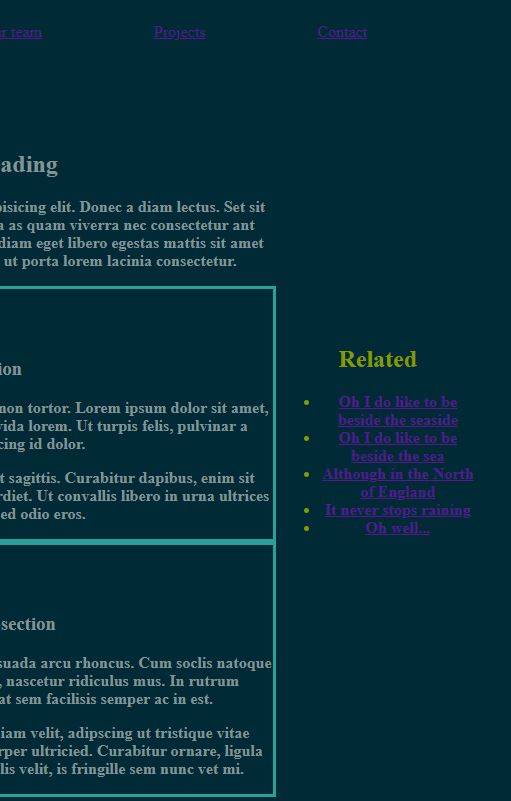 r team Projects Contact
ading
isicing elit. Donec a diam lectus. Set sit
a as quam viverra nec consectetur ant
diam eget libero egestas mattis sit amet
ut porta lorem lacinia consectetur.
ion
non tortor. Lorem ipsum dolor sit amet,
vida lorem. Ut turpis felis, pulvinar a
cing id dolor.
t sagittis. Curabitur dapibus, enim sit
rdiet. Ut convallis libero in urna ultrices
ed odio eros.
section
suada arcu rhoncus. Cum soclis natoque
, nascetur ridiculus mus. In rutrum
at sem facilisis semper ac in est.
iam velit, adipscing ut tristique vitae
rper ultricied. Curabitur ornare, ligula
lis velit, is fringille sem nunc vet mi.
Related
Oh I do like to be
beside the seaside
Oh I do like to be
beside the sea
Although in the North
of England
It never stops raining
Oh well...